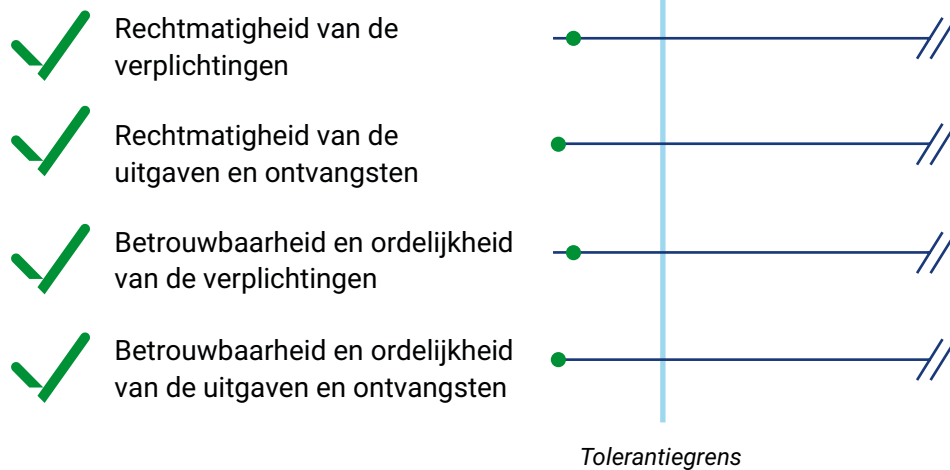 Rechtmatigheid van de
verplichtingen
Rechtmatigheid van de
uitgaven en ontvangsten
Betrouwbaarheid en ordelijkheid
van de verplichtingen
Betrouwbaarheid en ordelijkheid
van de uitgaven en ontvangsten
Tolerantiegrens